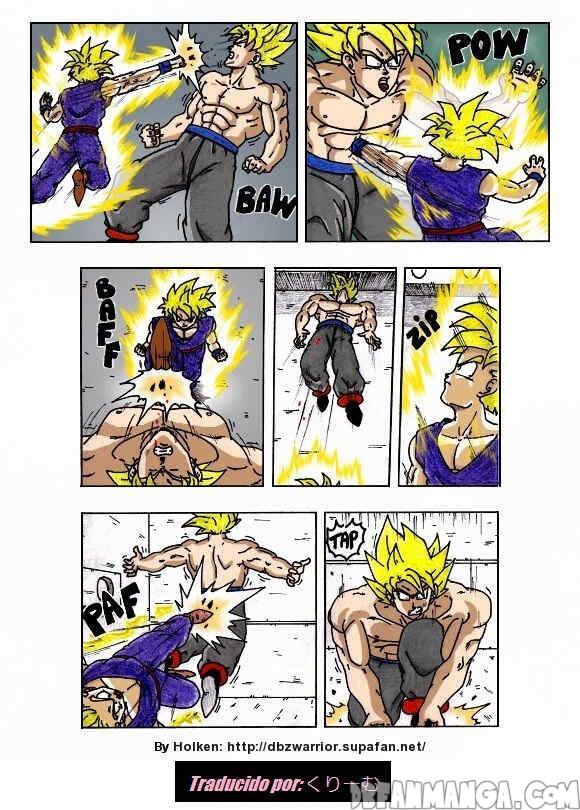 BAW
POW
BAFF
ZIP
PAF
TAP
By Holken: http://dbzwarrior.supafan.net/
Traducido por:くりーむ
DBFANMANGA.COM